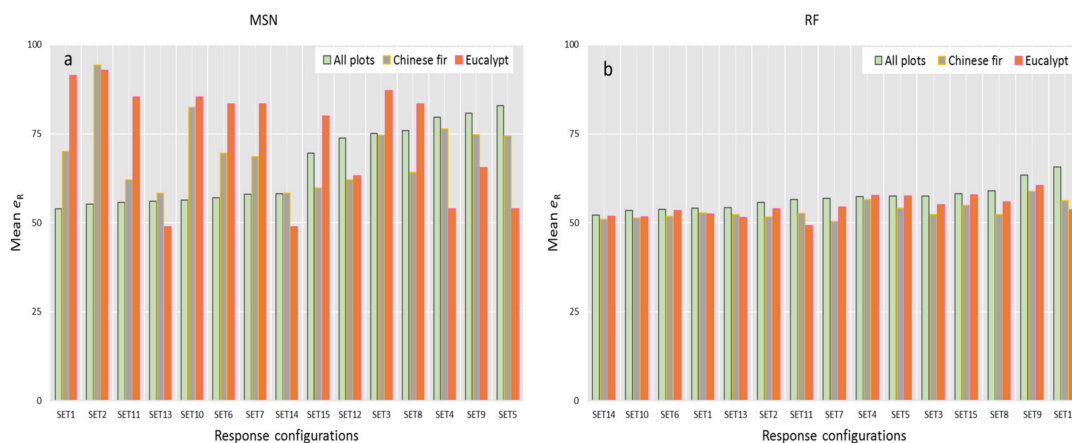 MSN
RF
a
All plots Chinese fir Eucalypt
b
All plots Chinese fir Eucalypt
100
75
50
25
0
100
75
50
25
0
Mean eR
Mean eR
SET1 SET2 SET11 SET13 SET10 SET6 SET7 SET14 SET15 SET12 SET3 SET8 SET4 SET9 SET5
SET14 SET10 SET6 SET1 SET13 SET2 SET11 SET7 SET4 SET5 SET3 SET15 SET8 SET9 SET1
Response configurations
Response configurations